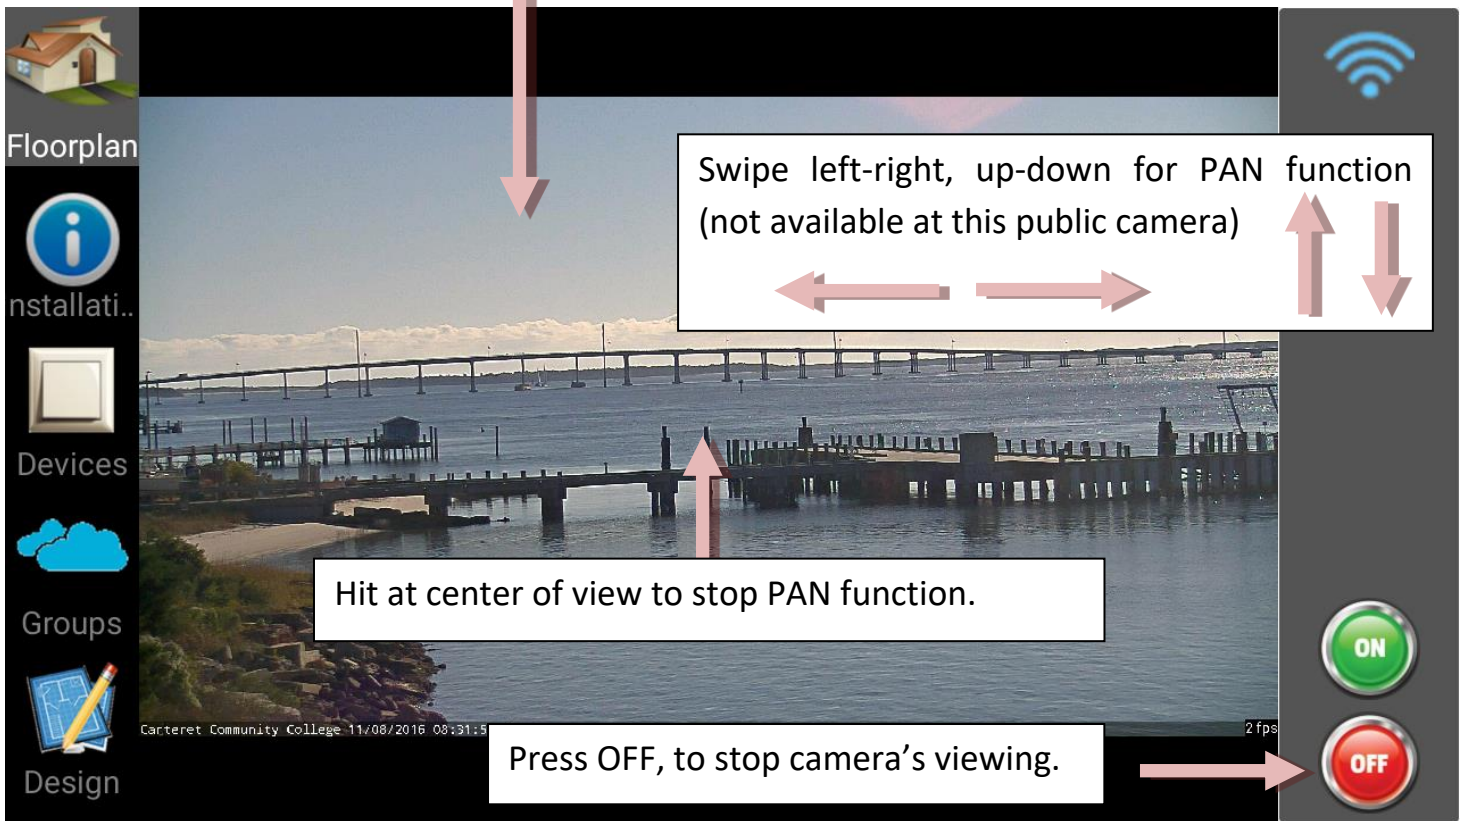 Floorplan
Swipe left-right, up-down for PAN function
(not available at this public camera)
nstallati..
Devices
Hit at center of view to stop PAN function.
Groups
ON
Carteret Community College 11/08/2016 08:31:5
2 fps
Press OFF, to stop camera's viewing.
OFF
Design